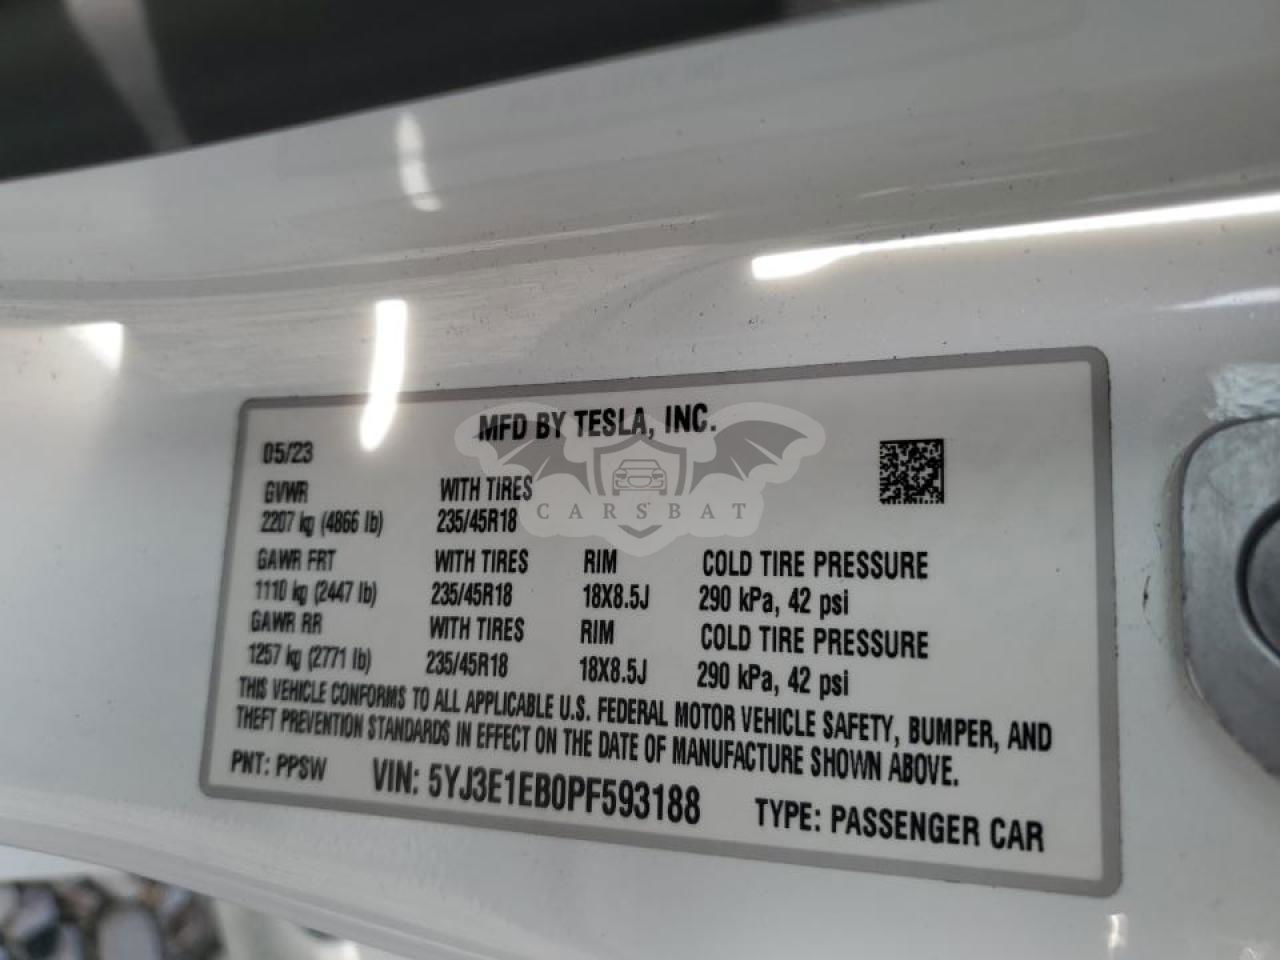 MFD BY TESLA, INC.
05/23
GVWR WITH TIRES
2207 kg (4866 lb) 235/45R18
GAWR FRT WITH TIRES RIM COLD TIRE PRESSURE
1110 kg (2447 lb) 235/45R18 18X8.5J 290 kPa, 42 psi
GAWR RR WITH TIRES RIM COLD TIRE PRESSURE
1257 kg (2771 lb) 235/45R18 18X8.5J 290 kPa, 42 psi
THIS VEHICLE CONFORMS TO ALL APPLICABLE U.S. FEDERAL MOTOR VEHICLE SAFETY, BUMPER, AND
THEFT PREVENTION STANDARDS IN EFFECT ON THE DATE OF MANUFACTURE SHOWN ABOVE.
PNT: PPSW VIN: 5YJ3E1EB0PF593188 TYPE: PASSENGER CAR
CARSBAT